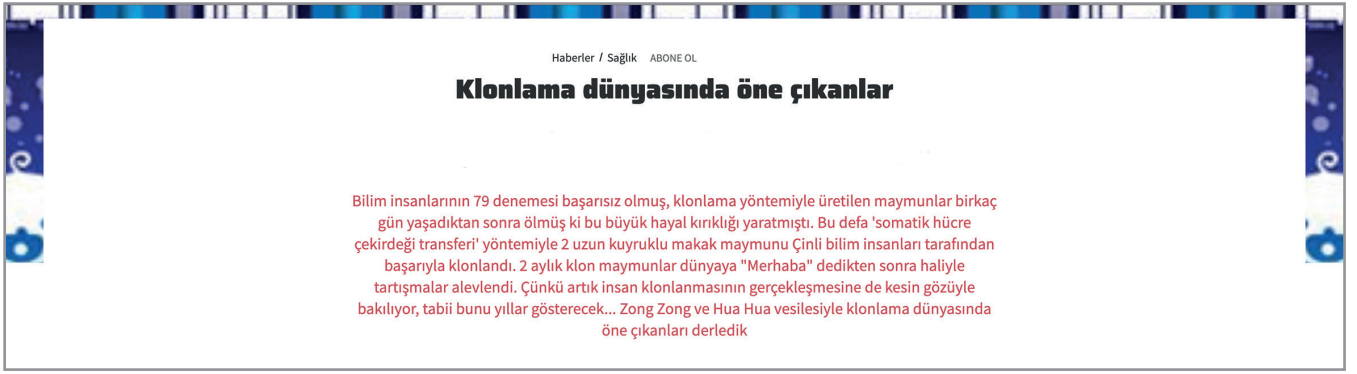 Haberler / Sağlık ABONE OL
Klonlama dünyasında öne çıkanlar
Bilim insanlarının 79 denemesi başarısız olmuş, klonlama yöntemiyle üretilen maymunlar birkaç
gün yaşadıktan sonra ölmüş ki bu büyük hayal kırıklığı yaratmıştı. Bu defa 'somatik hücre
çekirdeği transferi' yöntemiyle 2 uzun kuyruklu makak maymunu Çinli bilim insanları tarafından
başarıyla klonlandı. 2 aylık klon maymunlar dünyaya "Merhaba" dedikten sonra haliyle
tartışmalar alevlendi. Çünkü artık insan klonlanmasının gerçekleşmesine de kesin gözüyle
bakılıyor, tabii bunu yıllar gösterecek... Zong Zong ve Hua Hua vesilesiyle klonlama dünyasında
öne çıkanları derledik